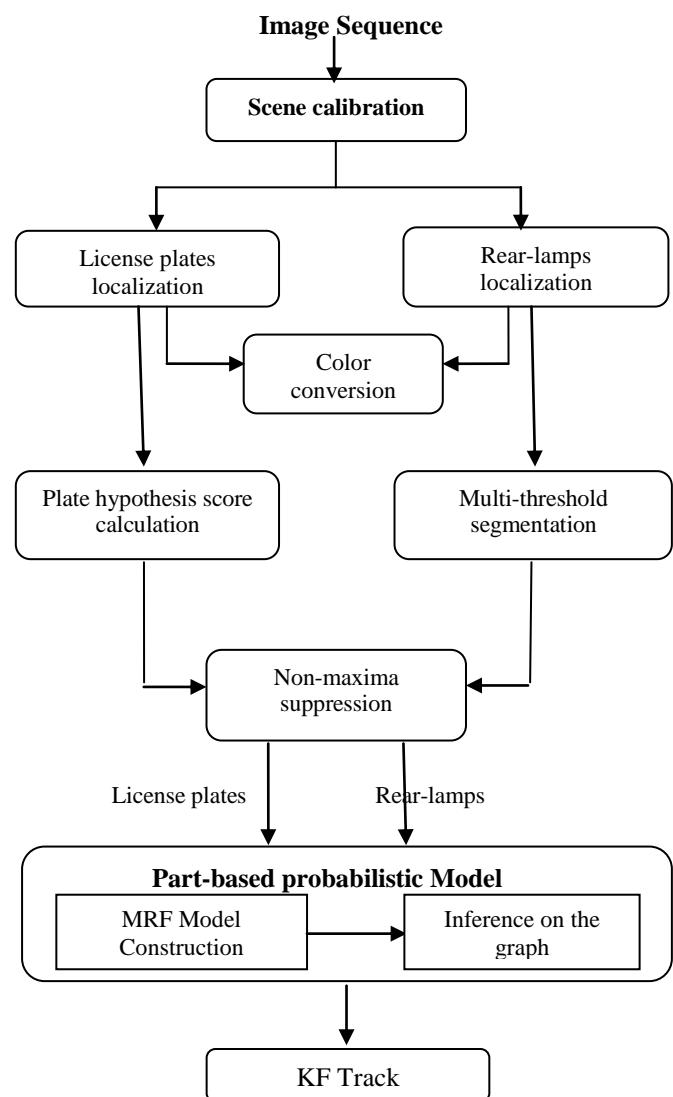 Image Sequence
Scene calibration
License plates
localization
Rear-lamps
localization
Color
conversion
Plate hypothesis score
calculation
Multi-threshold
segmentation
Non-maxima
suppression
License plates
Rear-lamps
Part-based probabilistic Model
MRF Model
Construction
Inference on the
graph
KF Track